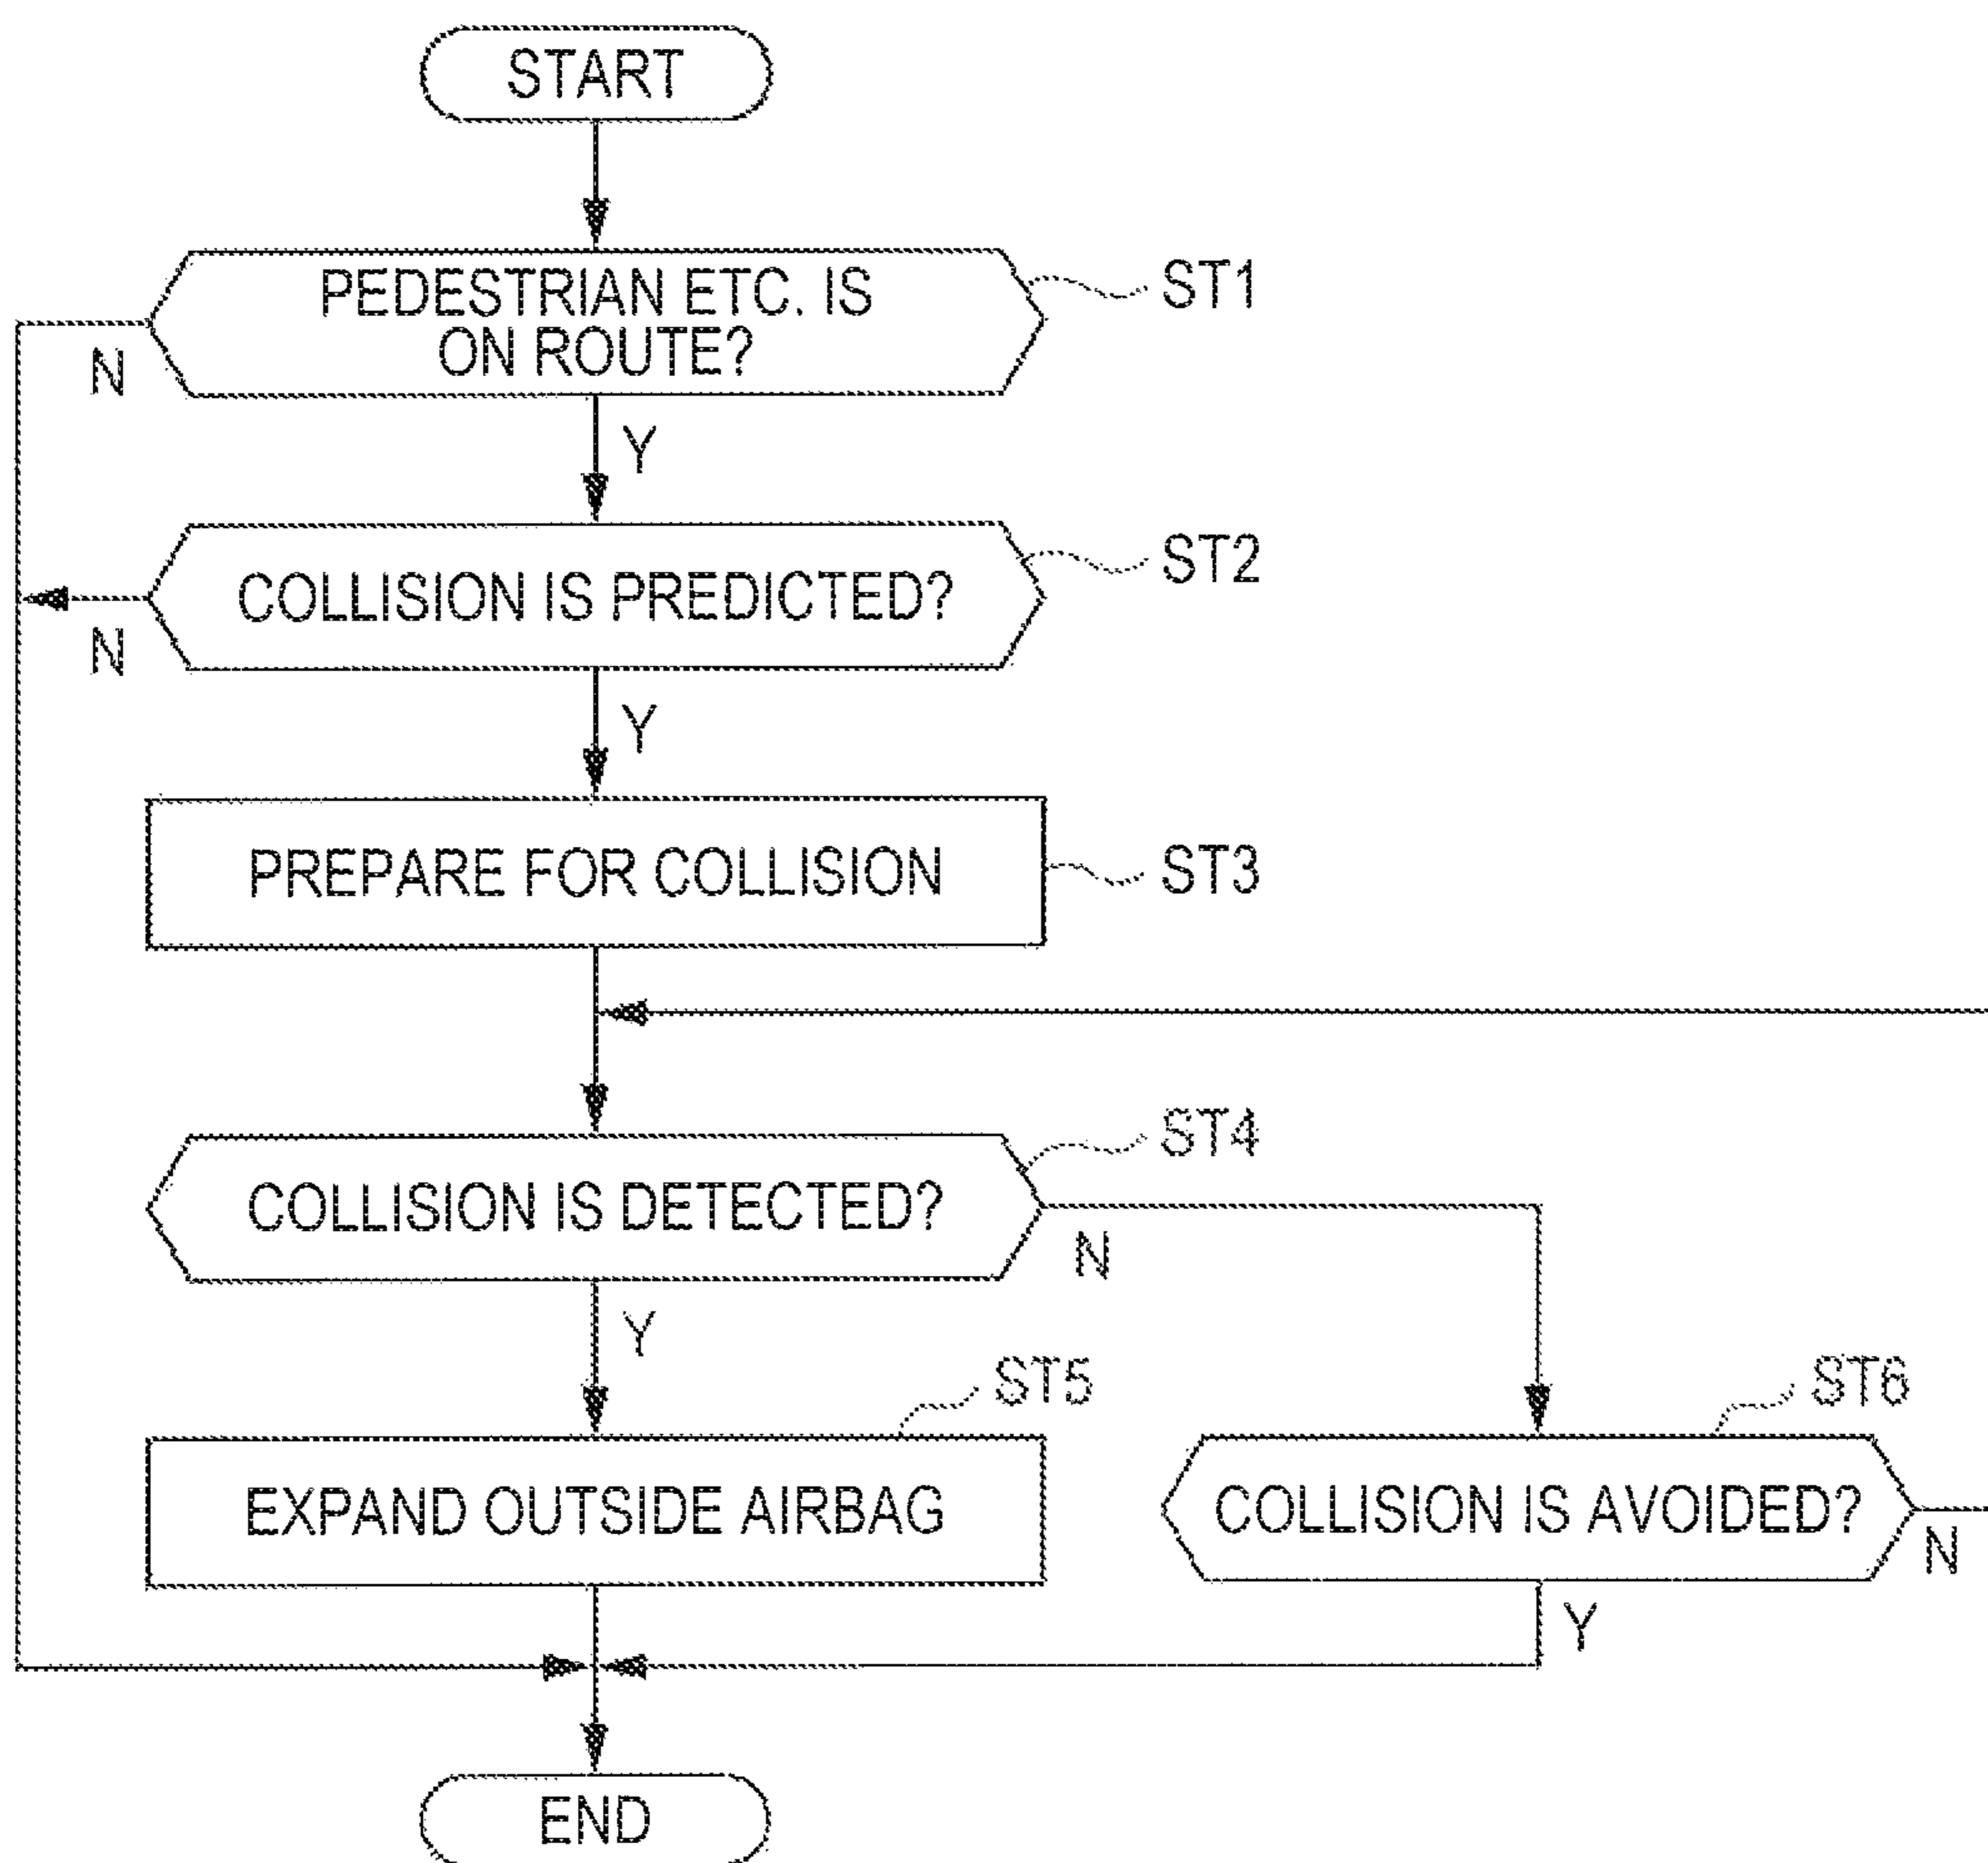 START
PEDESTRIAN ETC. IS
ON ROUTE?
ST1
N
Y
COLLISION IS PREDICTED?
ST2
N
Y
PREPARE FOR COLLISION
ST3
COLLISION IS DETECTED?
ST4
N
Y
ST5
EXPAND OUTSIDE AIRBAG
ST6
COLLISION IS AVOIDED?
N
Y
END